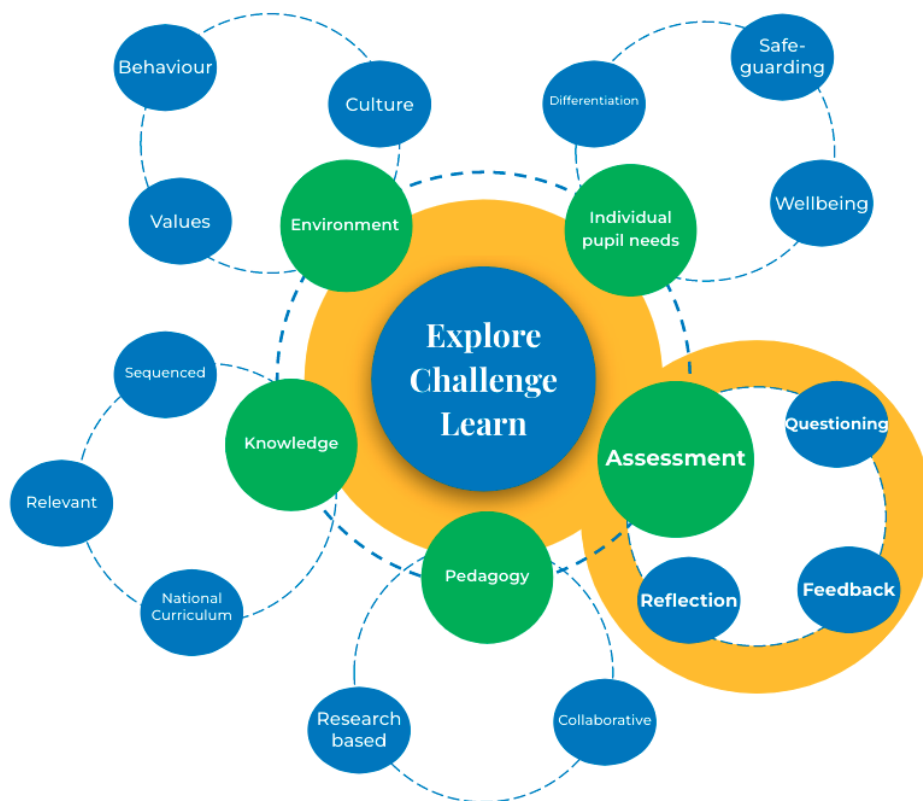 Behaviour
Culture
Values
Environment
Differentiation
Safe-
guarding
Wellbeing
Individual
pupil needs
Explore
Challenge
Learn
Sequenced
Relevant
National
Curriculum
Knowledge
Assessment
Questioning
Reflection
Feedback
Pedagogy
Research
based
Collaborative